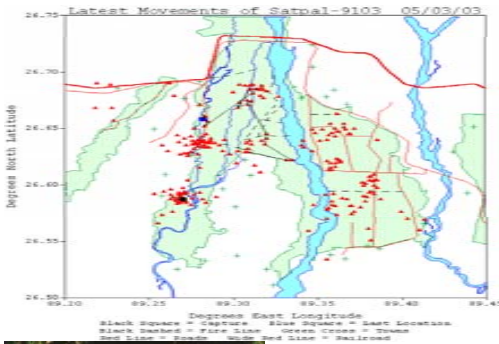 Latest Movements of Satpal-9103 05/03/03
26.75
26.70
26.65
26.60
26.55
26.50
Degrees North Latitude
89.20 89.25 89.30 89.35 89.40 89.45
Degrees East Longitude
Black Square = Capture Blue Square = Last Location
Black Dashed = Fire Line Green Cross = Towns
Red Line = Roads Wide Red Line = Railroad